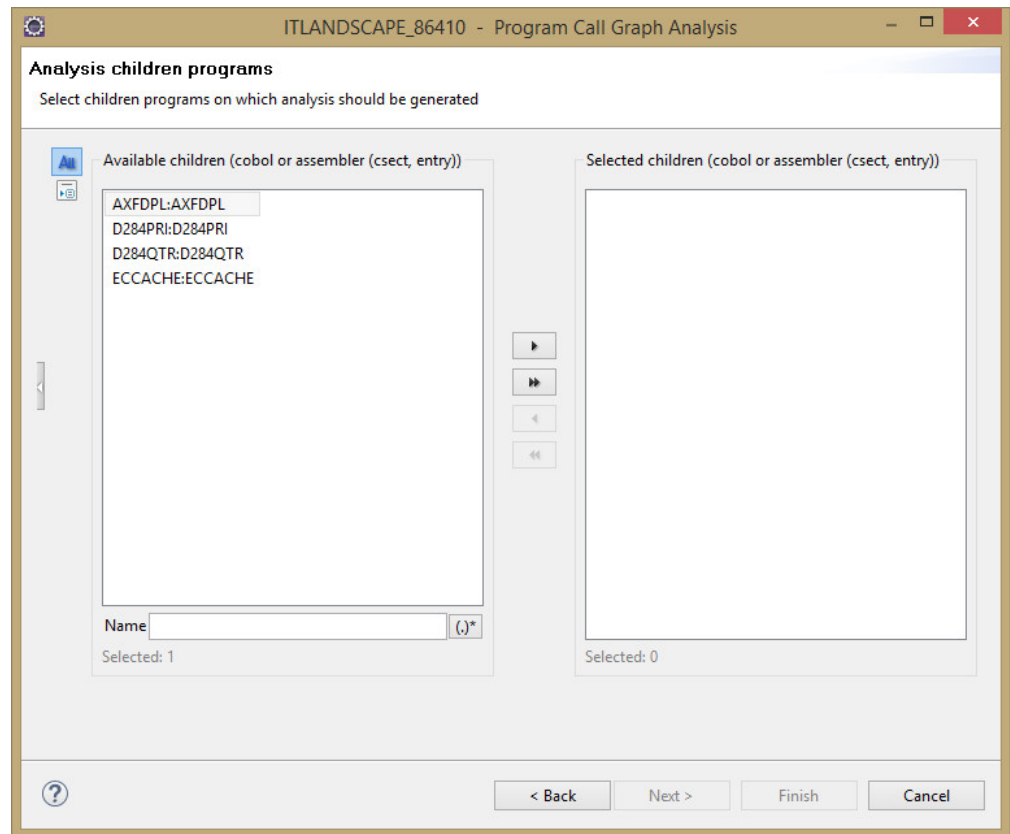 ITLANDSCAPE_86410 - Program Call Graph Analysis
Analysis children programs
Select children programs on which analysis should be generated
All
Available children (cobol or assembler (csect, entry))
AXFDPL:AXFDPL
D284PRI:D284PRI
D284QTR:D284QTR
ECCACHE:ECCACHE
Name
(.)*
Selected: 1
Selected children (cobol or assembler (csect, entry))
Selected: 0
?
< Back
Next >
Finish
Cancel